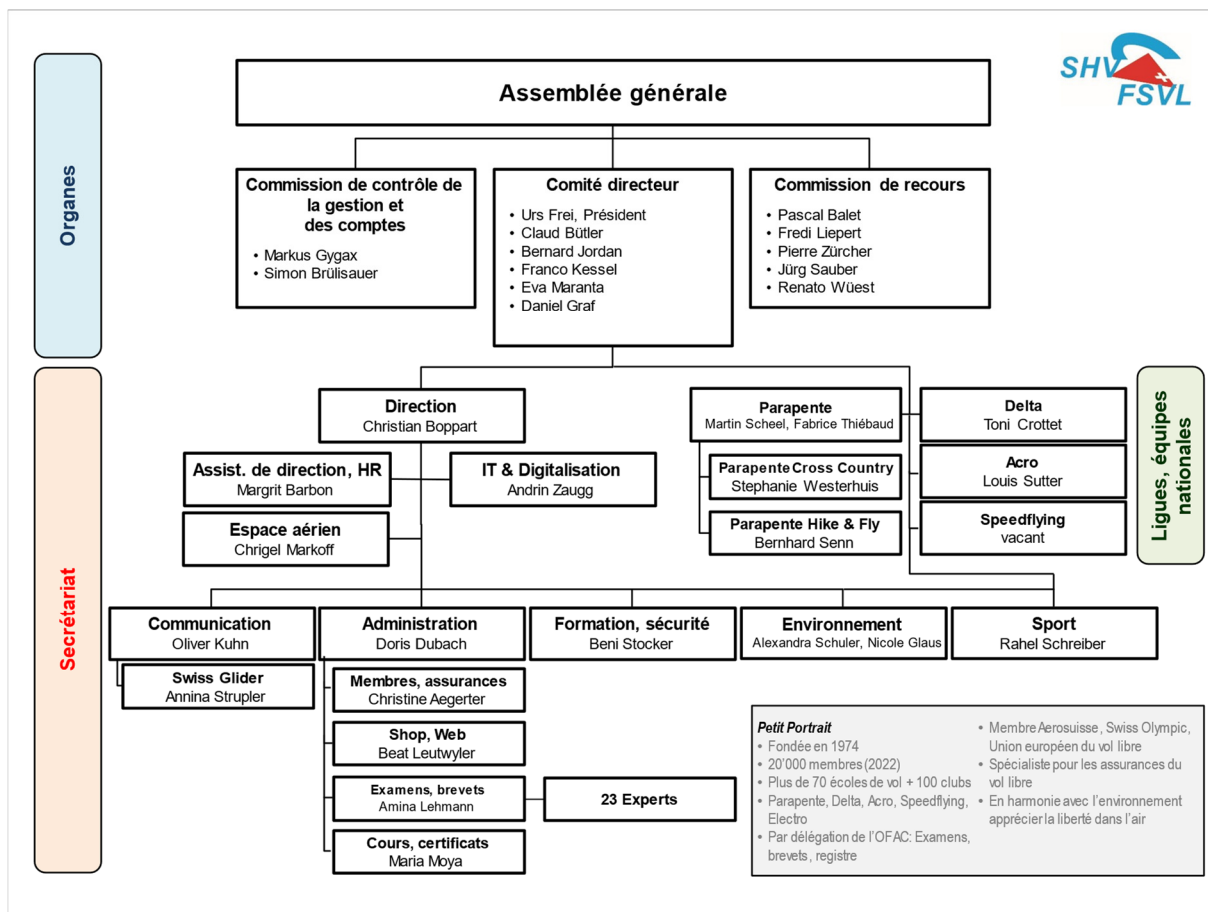 SHV
FSVL
Assemblée générale
Organes
Commission de contrôle de
la gestion et
des comptes
• Markus Gygax
• Simon Brülisauer
Comité directeur
• Urs Frei, Président
• Claud Bütler
• Bernard Jordan
• Franco Kessel
• Eva Maranta
• Daniel Graf
Commission de recours
• Pascal Balet
• Fredi Liepert
• Pierre Zürcher
• Jürg Sauber
• Renato Wüest
Secrétariat
Direction
Christian Boppart
Assist. de direction, HR
Margrit Barbon
IT & Digitalisation
Andrin Zaugg
Espace aérien
Chrigel Markoff
Parapente
Martin Scheel, Fabrice Thiébaud
Parapente Cross Country
Stephanie Westerhuis
Parapente Hike & Fly
Bernhard Senn
Delta
Toni Crottet
Acro
Louis Sutter
Speedflying
vacant
Ligues, équipes
nationales
Communication
Oliver Kuhn
Swiss Glider
Annina Strupler
Administration
Doris Dubach
Membres, assurances
Christine Aegerter
Shop, Web
Beat Leutwyler
Examens, brevets
Amina Lehmann
23 Experts
Cours, certificats
Maria Moya
Formation, sécurité
Beni Stocker
Environnement
Alexandra Schuler, Nicole Glaus
Sport
Rahel Schreiber
Petit Portrait
• Fondée en 1974
• 20'000 membres (2022)
• Plus de 70 écoles de vol + 100 clubs
• Parapente, Delta, Acro, Speedflying,
Electro
• Par délégation de l'OFAC: Examens,
brevets, registre
• Membre Aerosuisse, Swiss Olympic,
Union européen du vol libre
• Spécialiste pour les assurances du
vol libre
• En harmonie avec l'environnement
apprécier la liberté dans l'air